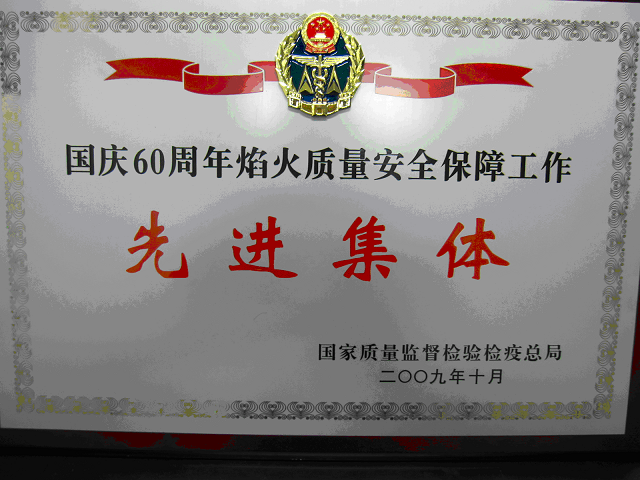 国庆60周年焰火质量安全保障工作
先进集体
国家质量监督检验检疫总局
二〇〇九年十月